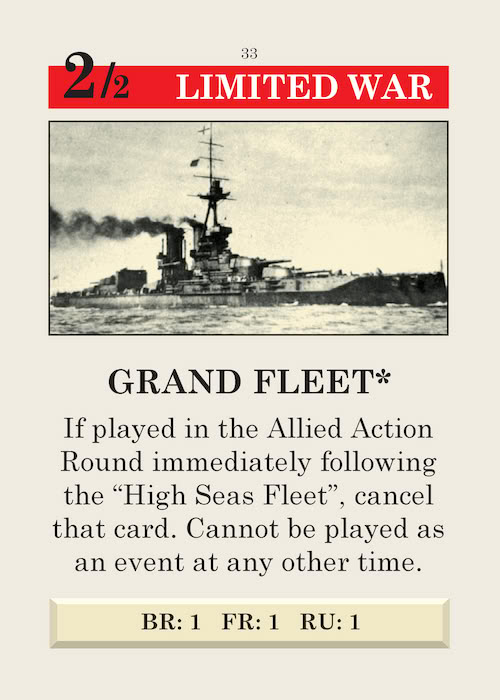 33
2/2 LIMITED WAR
GRAND FLEET*
If played in the Allied Action
Round immediately following
the “High Seas Fleet”, cancel
that card. Cannot be played as
an event at any other time.
BR: 1 FR: 1 RU: 1